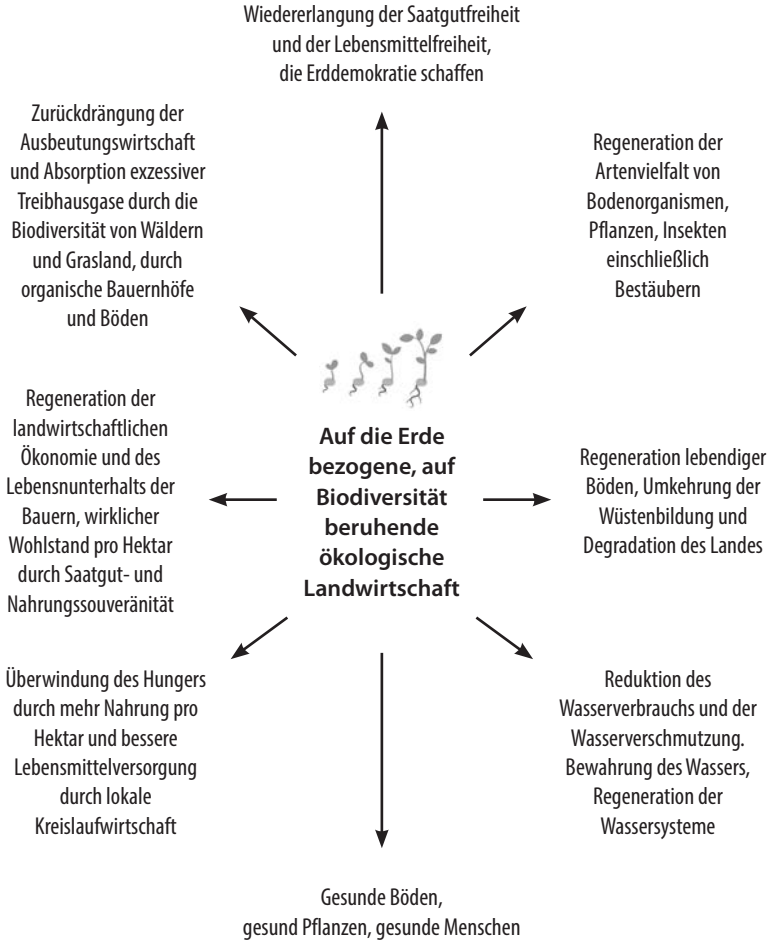 Wiedererlangung der Saatgutfreiheit
und der Lebensmittelfreiheit,
die Erddemokratie schaffen
Zurückdrängung der
Ausbeutungswirtschaft
und Absorption exzessiver
Treibhausgase durch die
Biodiversität von Wäldern
und Grasland, durch
organische Bauernhöfe
und Böden
Regeneration der
Artenvielfalt von
Bodenorganismen,
Pflanzen, Insekten
einschließlich
Bestäubern
Regeneration der
landwirtschaftlichen
Ökonomie und des
Lebensnunterhalts der
Bauern, wirklicher
Wohlstand pro Hektar
durch Saatgut- und
Nahrungssouveränität
Auf die Erde
bezogene, auf
Biodiversität
beruhende
ökologische
Landwirtschaft
Regeneration lebendiger
Böden, Umkehrung der
Wüstenbildung und
Degradation des Landes
Überwindung des Hungers
durch mehr Nahrung pro
Hektar und bessere
Lebensmittelversorgung
durch lokale
Kreislaufwirtschaft
Reduktion des
Wasserverbrauchs und der
Wasserverschmutzung.
Bewahrung des Wassers,
Regeneration der
Wassersysteme
Gesunde Böden,
gesund Pflanzen, gesunde Menschen